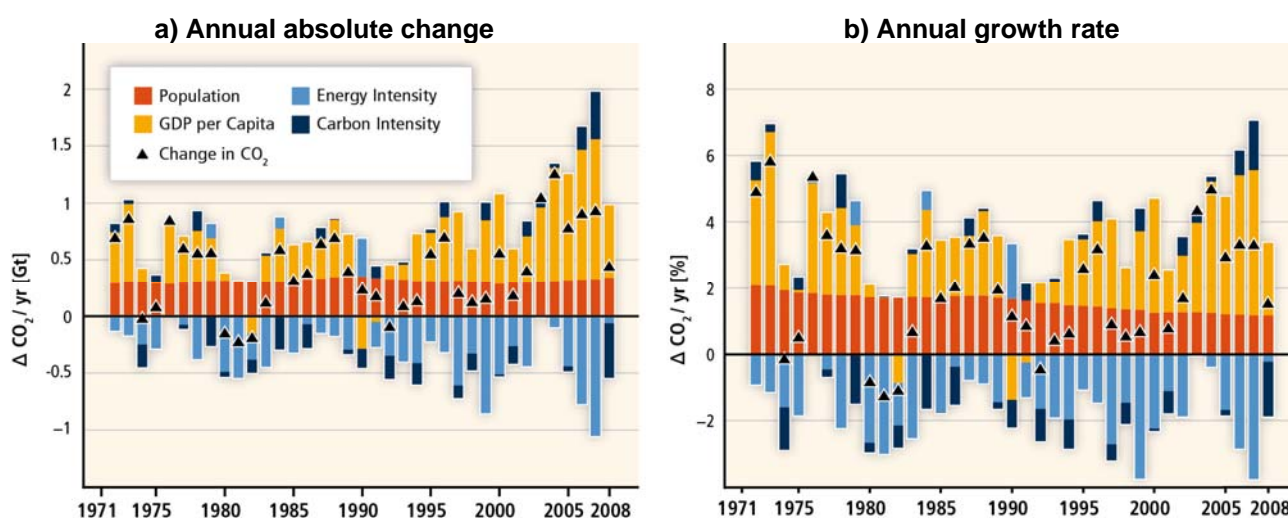 a) Annual absolute change
Population
Energy Intensity
GDP per Capita
Carbon Intensity
Change in CO₂
Δ CO₂ / yr [Gt]
2
1.5
1
0.5
0
−0.5
−1
1971 1975 1980 1985 1990 1995 2000 2005 2008
b) Annual growth rate
Δ CO₂ / yr [%]
8
6
4
2
0
−2
1971 1975 1980 1985 1990 1995 2000 2005 2008